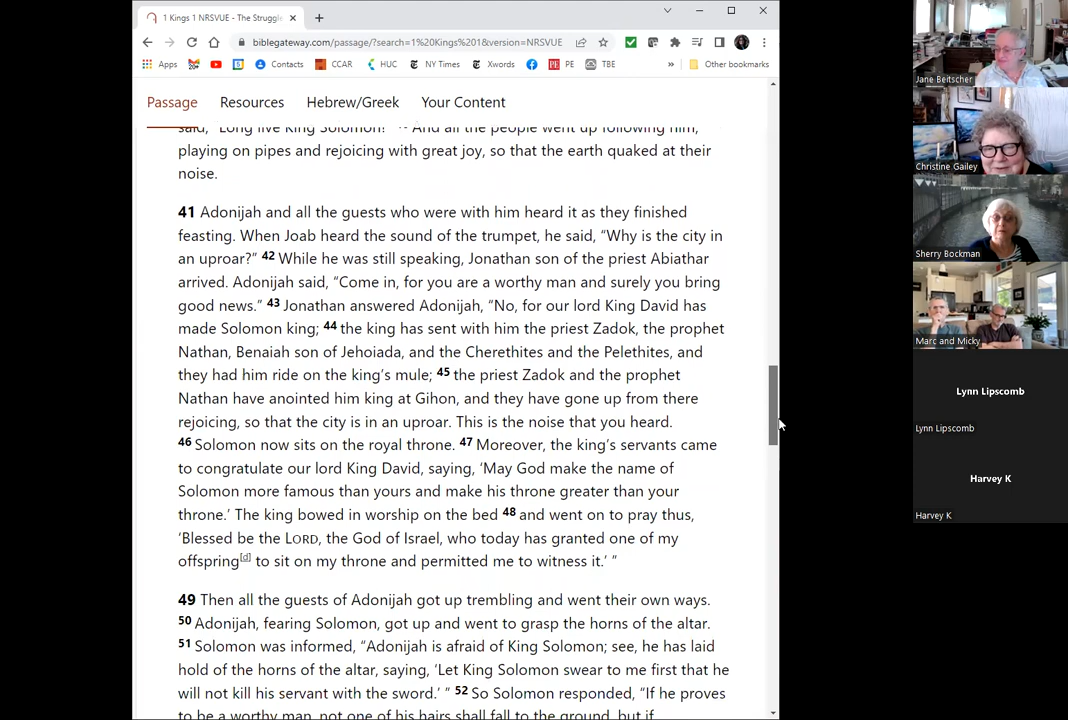 1 Kings 1 NRSVUE - The Struggl
biblegateway.com/passage/?search=1%20Kings%201&version=NRSVUE
Apps
Contacts
CCAR
HUC
NY Times
Xwords
PE
TBE
»
Other bookmarks
Passage
Resources
Hebrew/Greek
Your Content
said, "Long live King Solomon!" 40 And all the people went up following him,
playing on pipes and rejoicing with great joy, so that the earth quaked at their
noise.
41 Adonijah and all the guests who were with him heard it as they finished
feasting. When Joab heard the sound of the trumpet, he said, “Why is the city in
an uproar?” 42 While he was still speaking, Jonathan son of the priest Abiathar
arrived. Adonijah said, “Come in, for you are a worthy man and surely you bring
good news.” 43 Jonathan answered Adonijah, “No, for our lord King David has
made Solomon king; 44 the king has sent with him the priest Zadok, the prophet
Nathan, Benaiah son of Jehoiada, and the Cherethites and the Pelethites, and
they had him ride on the king’s mule; 45 the priest Zadok and the prophet
Nathan have anointed him king at Gihon, and they have gone up from there
rejoicing, so that the city is in an uproar. This is the noise that you heard.
46 Solomon now sits on the royal throne. 47 Moreover, the king’s servants came
to congratulate our lord King David, saying, ‘May God make the name of
Solomon more famous than yours and make his throne greater than your
throne.’ The king bowed in worship on the bed 48 and went on to pray thus,
‘Blessed be the LORD, the God of Israel, who today has granted one of my
offspring[d] to sit on my throne and permitted me to witness it.’ ”
49 Then all the guests of Adonijah got up trembling and went their own ways.
50 Adonijah, fearing Solomon, got up and went to grasp the horns of the altar.
51 Solomon was informed, “Adonijah is afraid of King Solomon; see, he has laid
hold of the horns of the altar, saying, ‘Let King Solomon swear to me first that he
will not kill his servant with the sword.’ ” 52 So Solomon responded, “If he proves
to be a worthy man, not one of his hairs shall fall to the ground, but if
Jane Beitscher
Christine Gailey
Sherry Bockman
Marc and Micky
Lynn Lipscomb
Lynn Lipscomb
Harvey K
Harvey K